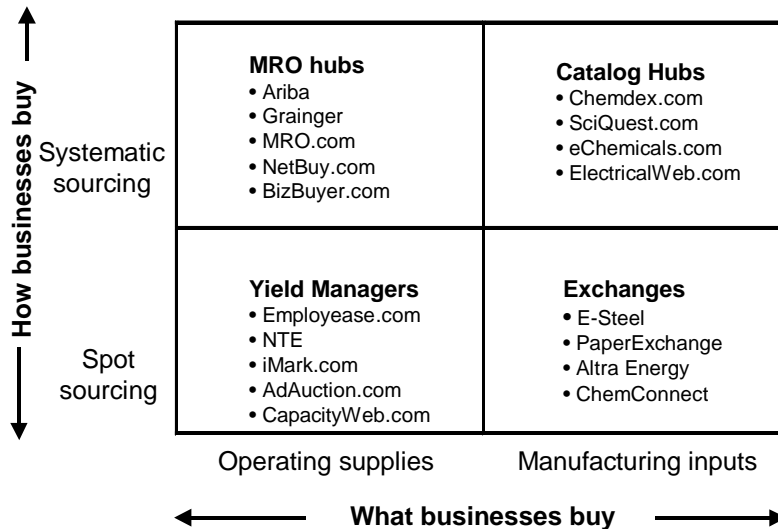 How businesses buy
Systematic
sourcing
MRO hubs
• Ariba
• Grainger
• MRO.com
• NetBuy.com
• BizBuyer.com
Catalog Hubs
• Chemdex.com
• SciQuest.com
• eChemicals.com
• ElectricalWeb.com
Spot
sourcing
Yield Managers
• Employease.com
• NTE
• iMark.com
• AdAuction.com
• CapacityWeb.com
Exchanges
• E-Steel
• PaperExchange
• Altra Energy
• ChemConnect
Operating supplies
Manufacturing inputs
What businesses buy